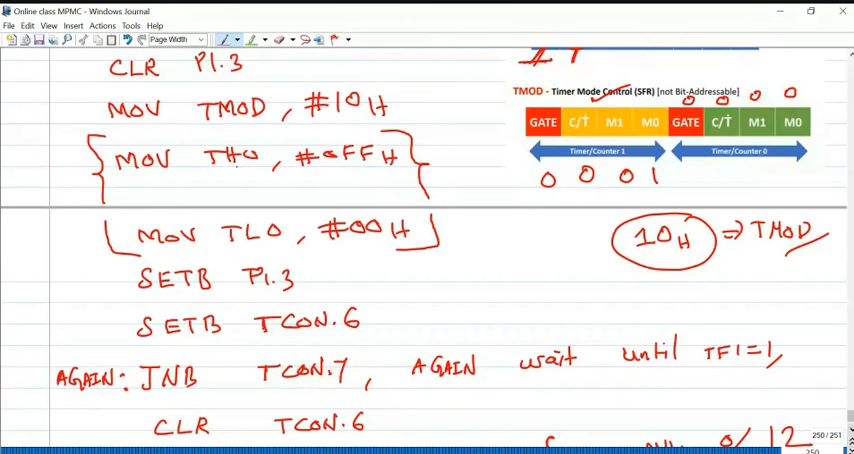 Online class MPMC - Windows Journal
File Edit View Insert Actions Tools Help
Page Width
CLR P1.3
MOV TMOD, #10H
MOV TH0, #0FFH
MOV TL0, #00H
SETB P1.3
SETB TCON.6
AGAIN: JNB TCON.7, AGAIN wait until TF1=1,
CLR TCON.6
TMOD - Timer Mode Control (SFR) [not Bit-Addressable]
0 0 0 0
GATE C/T̅ M1 M0 GATE C/T̅ M1 M0
Timer/Counter 1 Timer/Counter 0
0 0 0 1
10H ⇒ TMOD
0/12
250 / 251
250